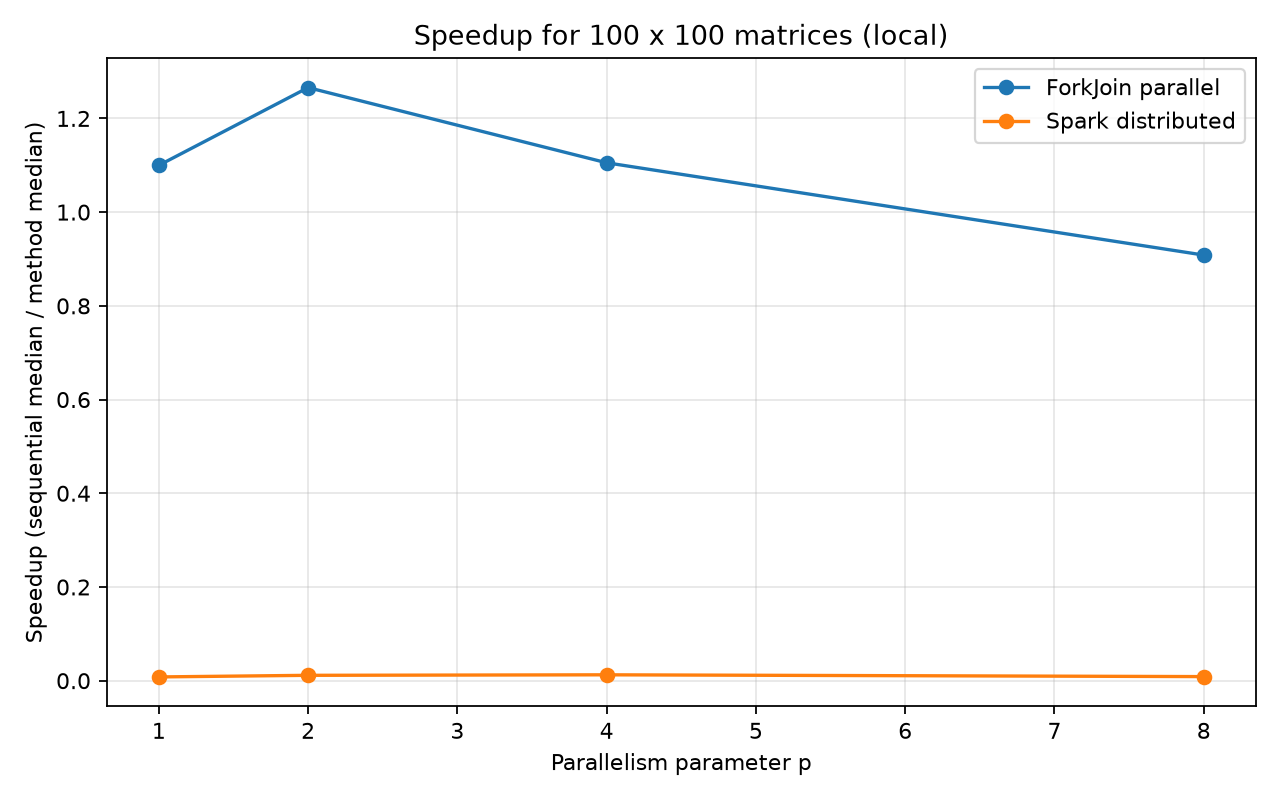 Speedup for 100 x 100 matrices (local)
ForkJoin parallel
Spark distributed
Speedup (sequential median / method median)
1.2
1.0
0.8
0.6
0.4
0.2
0.0
1 2 3 4 5 6 7 8
Parallelism parameter p